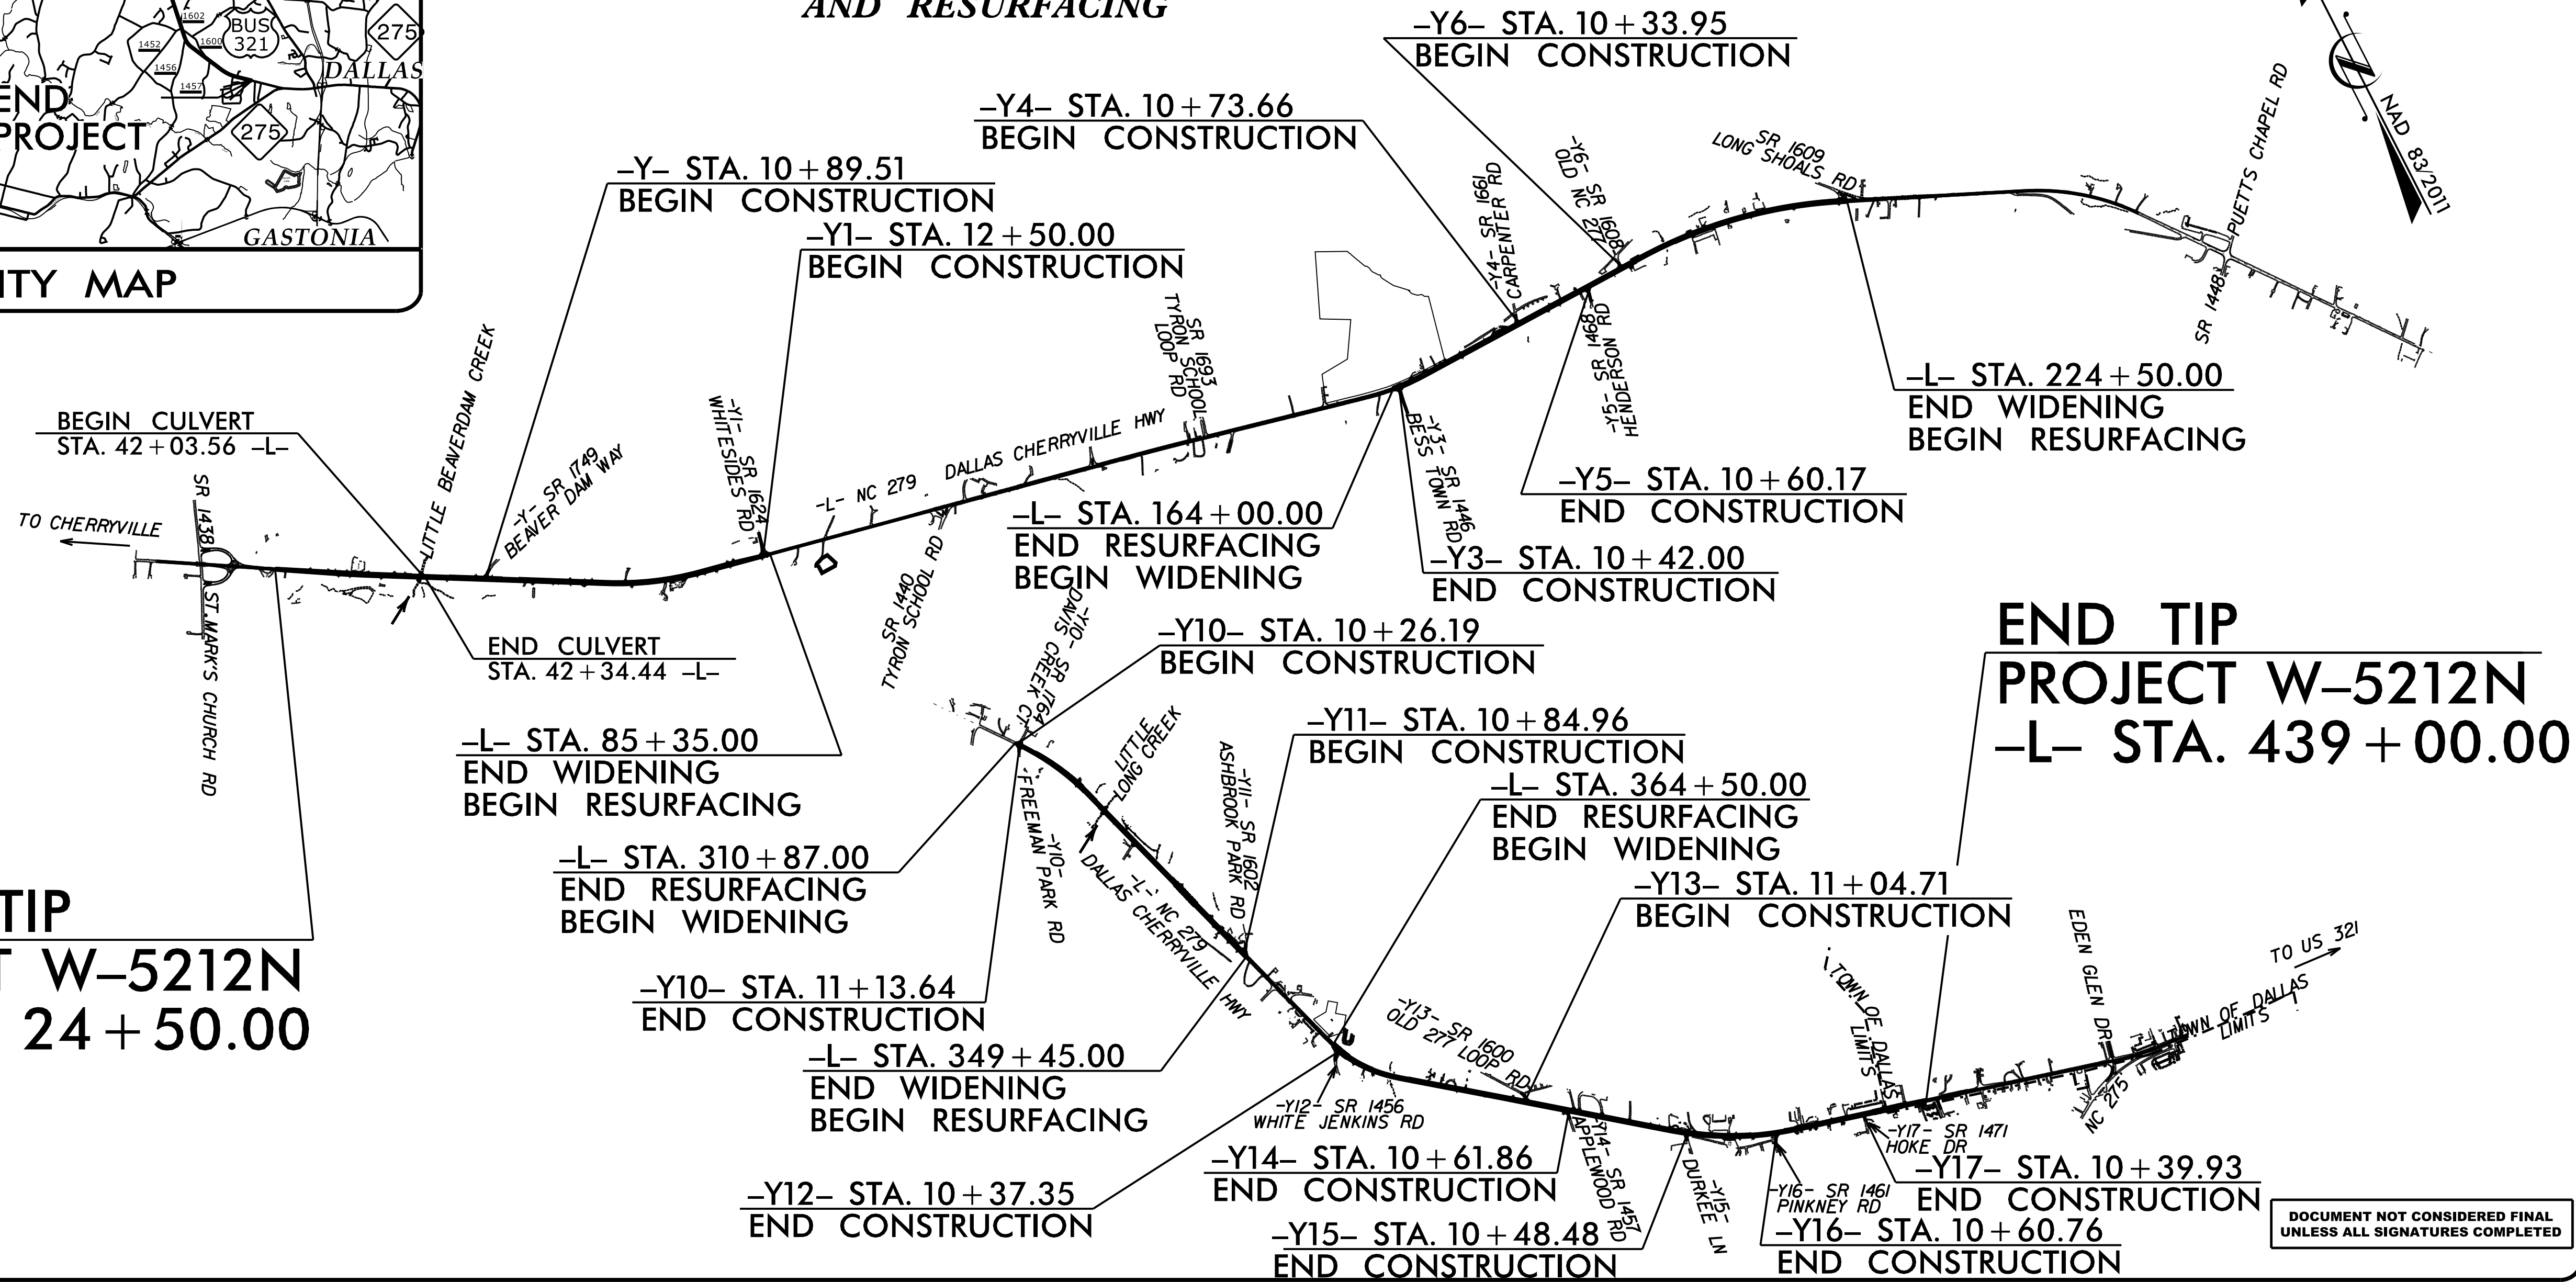 AND RESURFACING
1602
BUS
321
275
1452
1600
1456
DALLAS
1457
END
PROJECT
275
GASTONIA
ITY MAP
–Y6– STA. 10+33.95
BEGIN CONSTRUCTION
–Y4– STA. 10+73.66
BEGIN CONSTRUCTION
–Y– STA. 10+89.51
BEGIN CONSTRUCTION
–Y1– STA. 12+50.00
BEGIN CONSTRUCTION
NAD 83/2011
PUETTS CHAPEL RD
SR 1448
SR 1609
LONG SHOALS RD
–Y6– SR 1608
OLD NC 277
–Y4– SR 1661
CARPENTER RD
–Y5– SR 1468
HENDERSON RD
SR 1693
TYRON SCHOOL
LOOP RD
–L– STA. 224+50.00
END WIDENING
BEGIN RESURFACING
BEGIN CULVERT
STA. 42+03.56 –L–
LITTLE BEAVERDAM CREEK
–Y– SR 1749
BEAVER DAM WAY
–Y1– SR 1624
WHITESIDES RD
–L– NC 279 DALLAS CHERRYVILLE HWY
–Y3– SR 1446
BESS TOWN RD
–Y5– STA. 10+60.17
END CONSTRUCTION
TO CHERRYVILLE
SR 1438
ST. MARK'S CHURCH RD
–L– STA. 164+00.00
END RESURFACING
BEGIN WIDENING
–Y3– STA. 10+42.00
END CONSTRUCTION
SR 1440
TYRON SCHOOL RD
END CULVERT
STA. 42+34.44 –L–
–Y10– SR 1764
DAVIS CREEK CT
–Y10– STA. 10+26.19
BEGIN CONSTRUCTION
END TIP
PROJECT W–5212N
–L– STA. 439+00.00
–L– STA. 85+35.00
END WIDENING
BEGIN RESURFACING
LITTLE
LONG CREEK
–Y11– STA. 10+84.96
BEGIN CONSTRUCTION
–Y11– SR 1602
ASHBROOK PARK RD
–L– STA. 364+50.00
END RESURFACING
BEGIN WIDENING
–L– STA. 310+87.00
END RESURFACING
BEGIN WIDENING
–Y10–
FREEMAN PARK RD
–L– NC 279
DALLAS CHERRYVILLE HWY
–Y13– STA. 11+04.71
BEGIN CONSTRUCTION
TIP
T W–5212N
24+50.00
–Y10– STA. 11+13.64
END CONSTRUCTION
–L– STA. 349+45.00
END WIDENING
BEGIN RESURFACING
–Y13– SR 1600
OLD 277 LOOP RD
TOWN OF DALLAS
LIMITS
EDEN GLEN DR
TO US 321
TOWN OF DALLAS
LIMITS
NC 275
–Y12– SR 1456
WHITE JENKINS RD
–Y17– SR 1471
HOKE DR
–Y14– STA. 10+61.86
END CONSTRUCTION
–Y14– SR 1457
APPLEWOOD RD
–Y15–
DURKEE LN
–Y16– SR 1461
PINKNEY RD
–Y17– STA. 10+39.93
END CONSTRUCTION
–Y12– STA. 10+37.35
END CONSTRUCTION
–Y15– STA. 10+48.48
END CONSTRUCTION
–Y16– STA. 10+60.76
END CONSTRUCTION
DOCUMENT NOT CONSIDERED FINAL
UNLESS ALL SIGNATURES COMPLETED